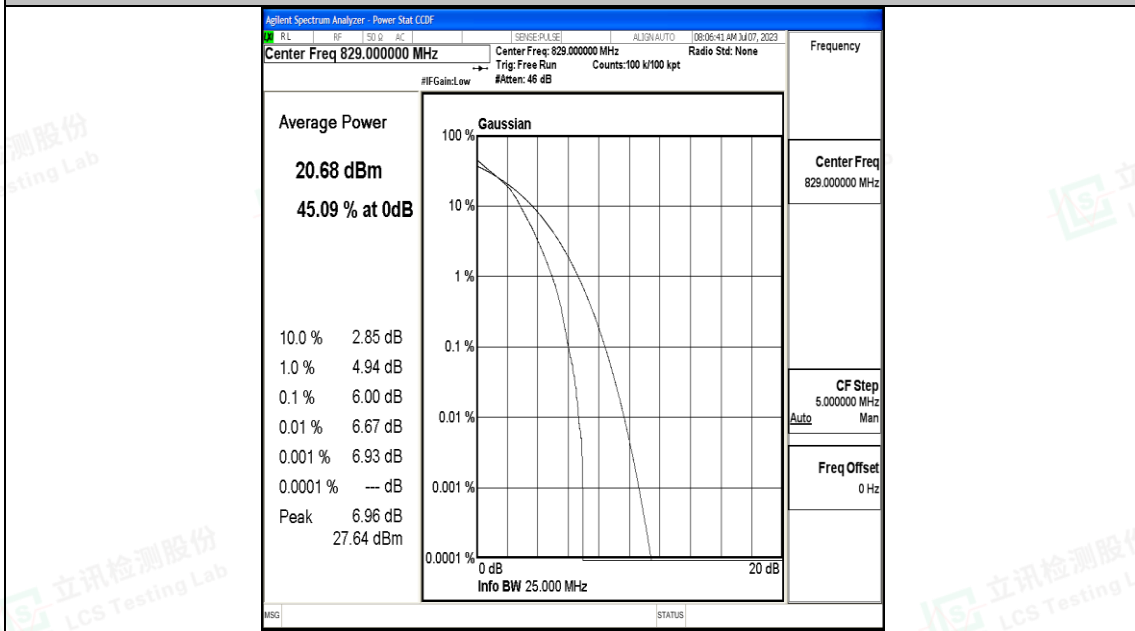 Agilent Spectrum Analyzer - Power Stat CCDF
RL RF 50 Ω AC SENSE:PULSE ALIGN AUTO 08:06:41 AM Jul 07, 2023
Center Freq 829.000000 MHz
Center Freq: 829.000000 MHz Radio Std: None
Trig: Free Run Counts:100 k/100 kpt
#IFGain:Low #Atten: 46 dB
Frequency
Average Power
20.68 dBm
45.09 % at 0dB
10.0 % 2.85 dB
1.0 % 4.94 dB
0.1 % 6.00 dB
0.01 % 6.67 dB
0.001 % 6.93 dB
0.0001 % --- dB
Peak 6.96 dB
27.64 dBm
Gaussian
100 %
10 %
1 %
0.1 %
0.01 %
0.001 %
0.0001 %
0 dB 20 dB
Info BW 25.000 MHz
Center Freq
829.000000 MHz
CF Step
5.000000 MHz
Auto Man
Freq Offset
0 Hz
MSG STATUS
立讯检测股份
LCS Testing Lab
立讯检测股份
LCS Testing L
测股份
sting Lab